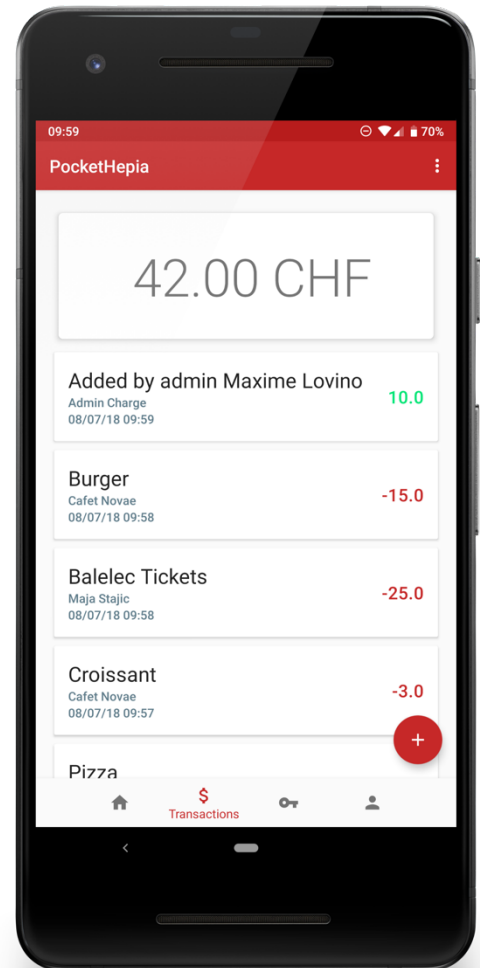 09:59
70%
PocketHepia
42.00 CHF
Added by admin Maxime Lovino
Admin Charge
10.0
08/07/18 09:59
Burger
Cafet Novae
-15.0
08/07/18 09:58
Balelec Tickets
Maja Stajic
-25.0
08/07/18 09:58
Croissant
Cafet Novae
-3.0
08/07/18 09:57
Pizza
$
Transactions